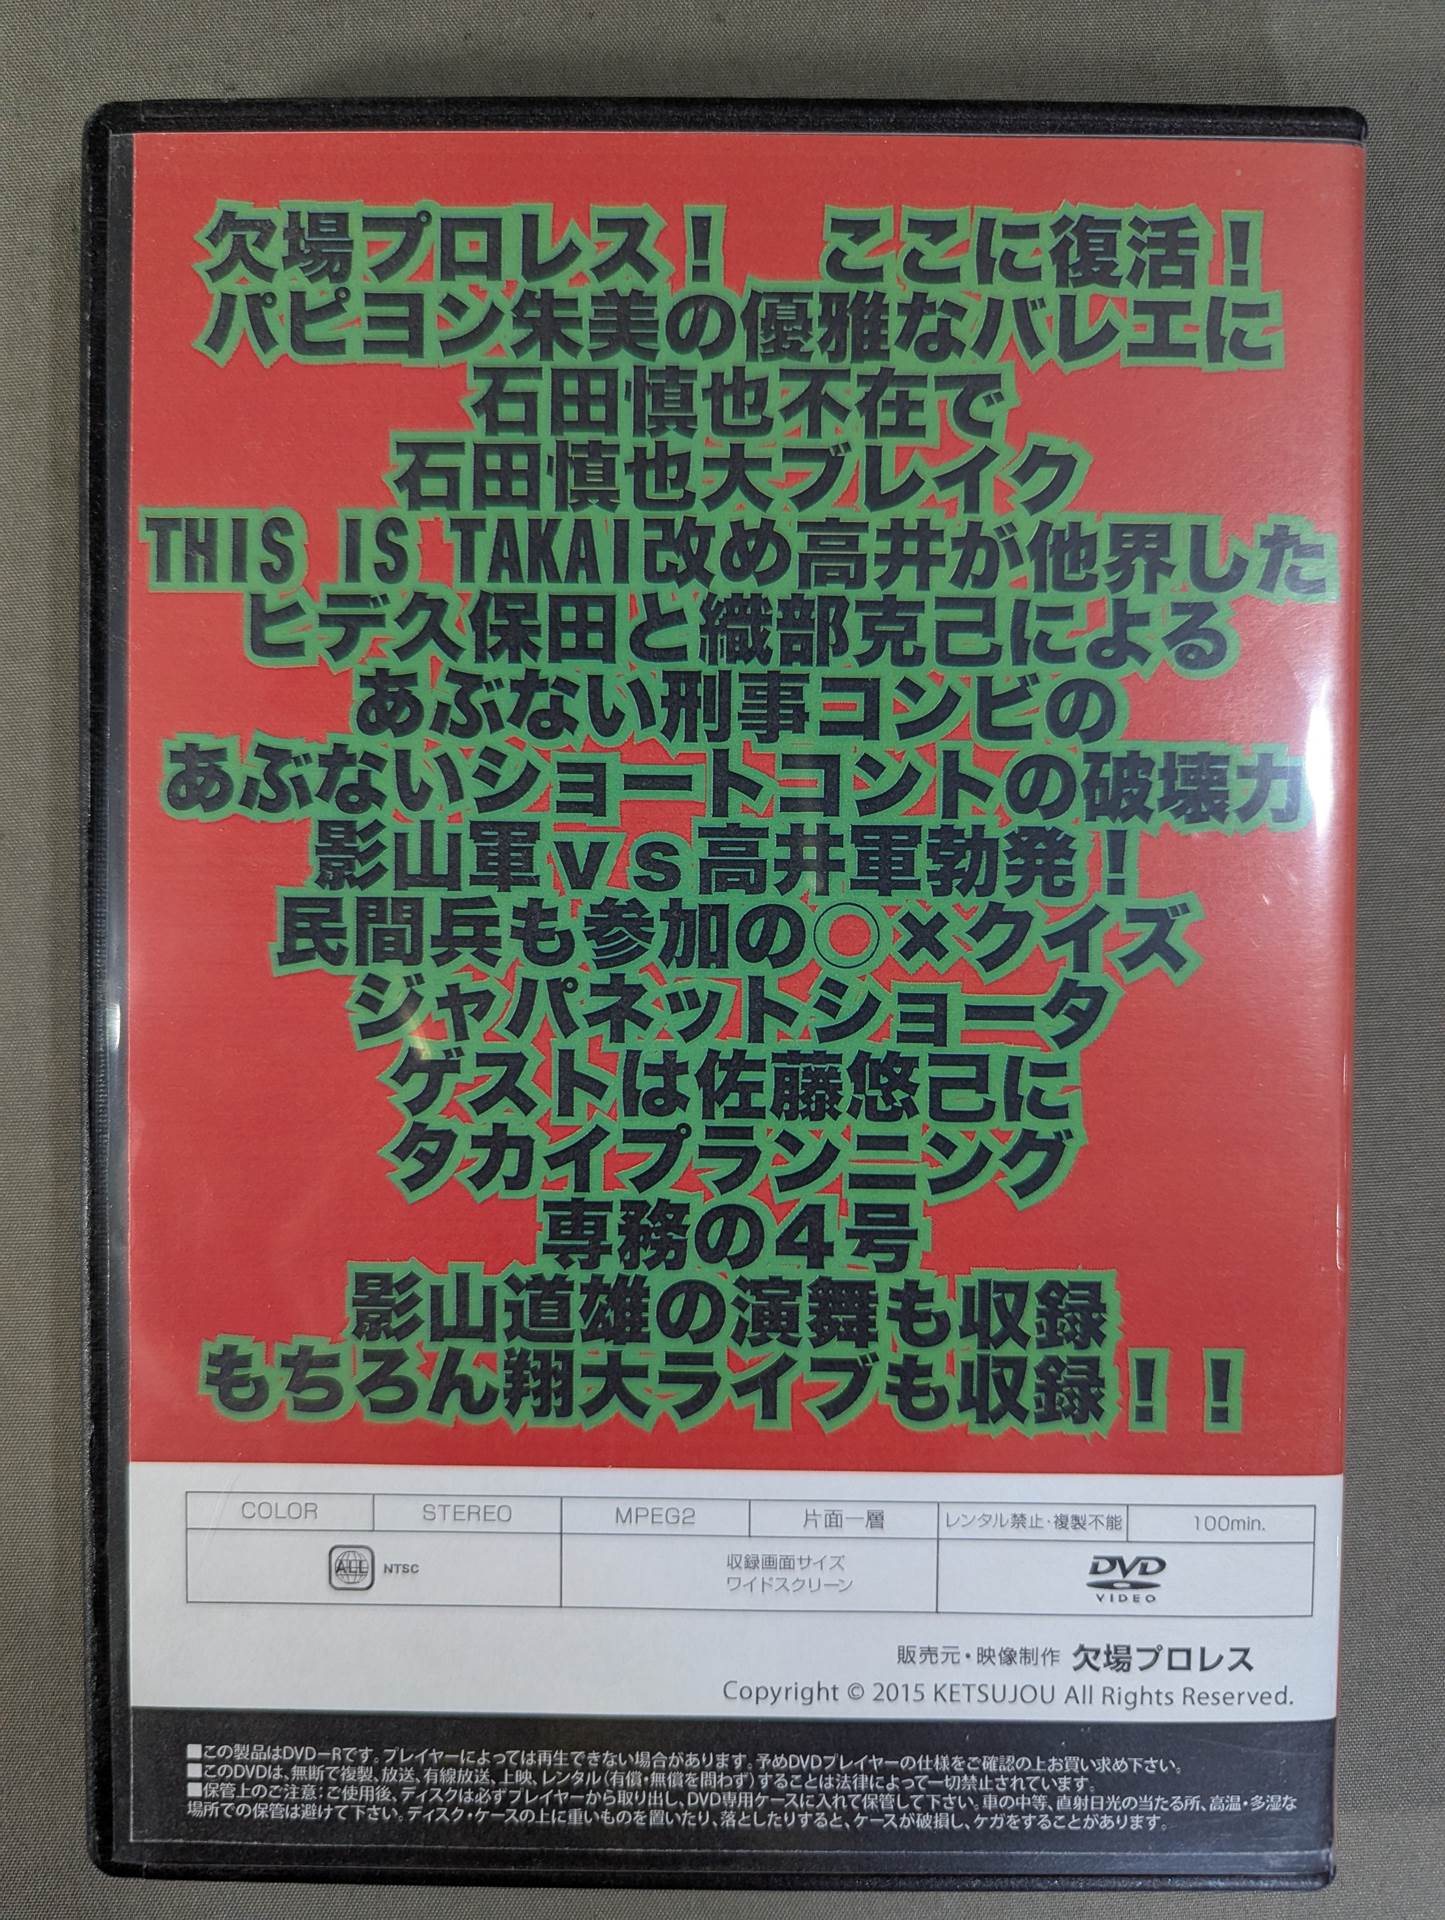 欠場プロレス！　ここに復活！
パピヨン朱美の優雅なバレエに
石田慎也不在で
石田慎也大ブレイク
THIS IS TAKAI改め高井が他界した
ヒデ久保田と織部克己による
あぶない刑事コンビの
あぶないショートコントの破壊力
影山軍ｖｓ高井軍勃発！
民間兵も参加の〇×クイズ
ジャパネットショータ
ゲストは佐藤悠己に
タカイプランニング
専務の４号
影山道雄の演舞も収録
もちろん翔大ライブも収録！！
COLOR STEREO MPEG2 片面一層 レンタル禁止・複製不能 100min.
ALL NTSC
収録画面サイズ
ワイドスクリーン
DVD
VIDEO
販売元・映像制作 欠場プロレス
Copyright © 2015 KETSUJOU All Rights Reserved.
■この製品はDVD－Rです。プレイヤーによっては再生できない場合があります。予めDVDプレイヤーの仕様をご確認の上お買い求め下さい。
■このDVDは、無断で複製、放送、有線放送、上映、レンタル（有償・無償を問わず）することは法律によって一切禁止されています。
■保管上のご注意：ご使用後、ディスクは必ずプレイヤーから取り出し、DVD専用ケースに入れて保管して下さい。車の中等、直射日光の当たる所、高温・多湿な
場所での保管は避けて下さい。ディスク・ケースの上に重いものを置いたり、落としたりすると、ケースが破損し、ケガをすることがあります。